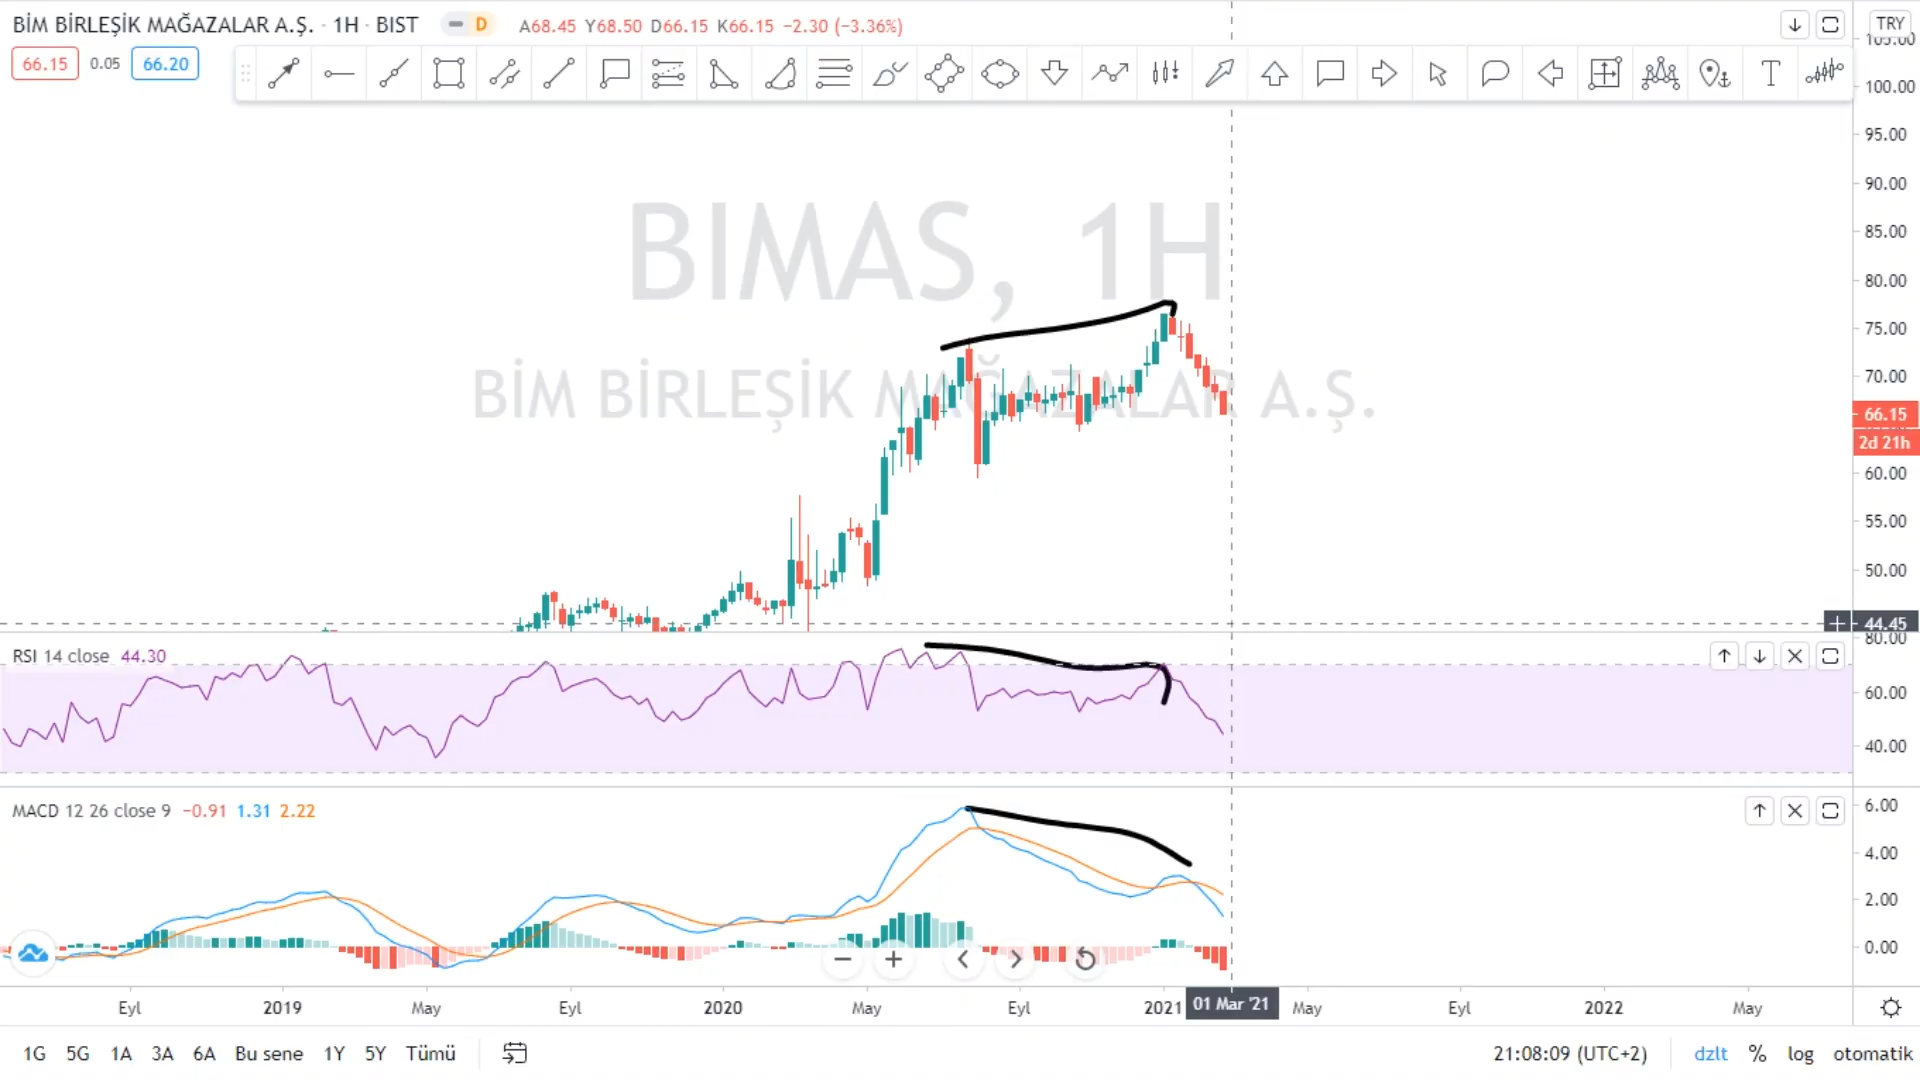 BİM BİRLEŞİK MAĞAZALAR A.Ş. · 1H · BIST D A68.45 Y68.50 D66.15 K66.15 −2.30 (−3.36%) TRY
66.15 0.05 66.20
105.00
100.00
95.00
90.00
85.00
80.00
75.00
70.00
66.15
2d 21h
60.00
55.00
50.00
44.45
BIMAS, 1H
BİM BİRLEŞİK MAĞAZALAR A.Ş.
RSI 14 close 44.30
80.00
60.00
40.00
MACD 12 26 close 9 −0.91 1.31 2.22
6.00
4.00
2.00
0.00
Eyl 2019 May Eyl 2020 May Eyl 2021 01 Mar '21 May Eyl 2022 May
1G 5G 1A 3A 6A Bu sene 1Y 5Y Tümü 21:08:09 (UTC+2) dzlt % log otomatik